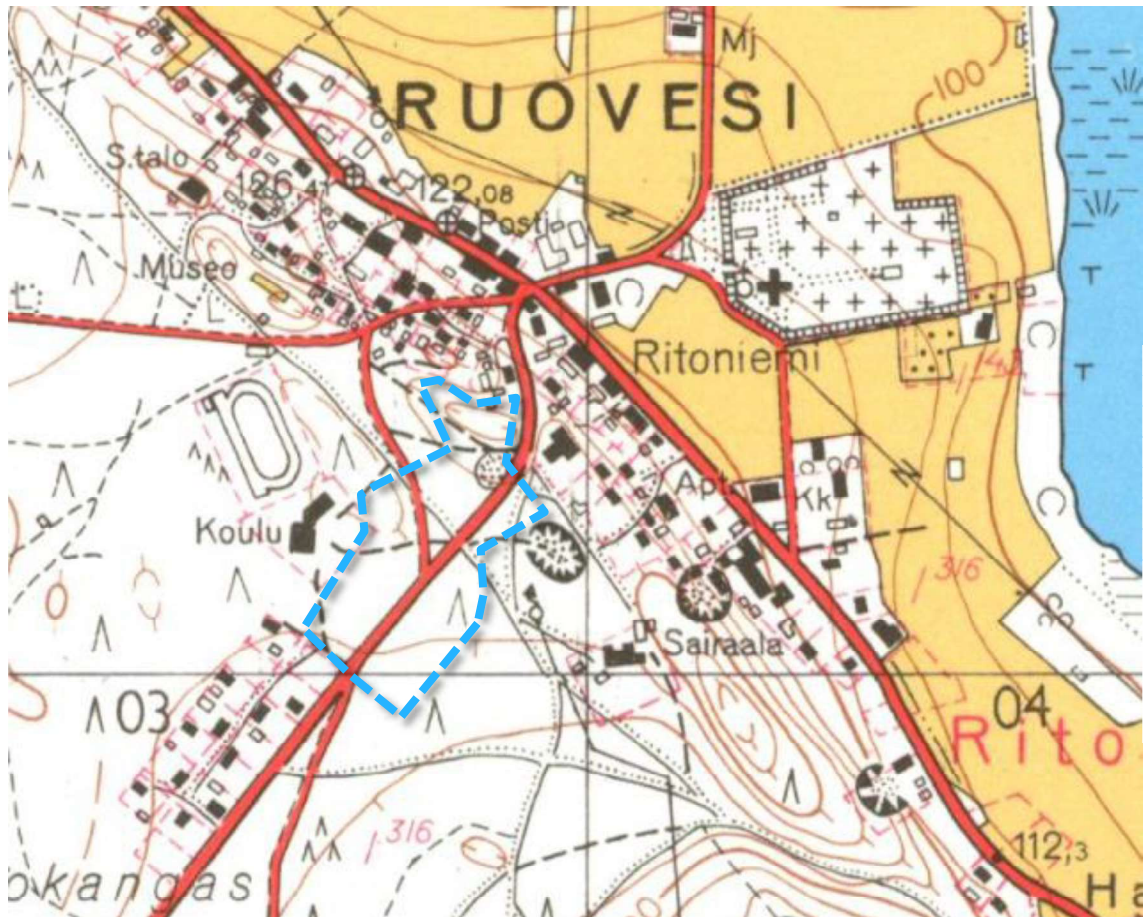 Mj
100
RUOVESI
S.talo
126,41
122,08
Posti
Museo
Ritoniemi
Koulu
Apt.
Kk
316
Sairaala
03
04
Rito
316
112,3
okangas
Ha